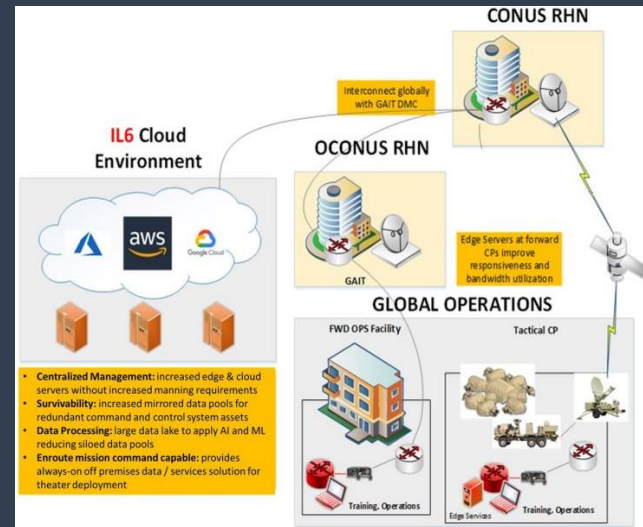 CONUS RHN
Interconnect globally
with GAIT DMC
IL6 Cloud
Environment
OCONUS RHN
aws
Google Cloud
GAIT
Edge Servers at forward
CPs improve
responsiveness and
bandwidth utilization
GLOBAL OPERATIONS
FWD OPS Facility
Tactical CP
• Centralized Management: increased edge & cloud
servers without increased manning requirements
• Survivability: increased mirrored data pools for
redundant command and control system assets
• Data Processing: large data lake to apply AI and ML
reducing siloed data pools
• Enroute mission command capable: provides
always-on off premises data / services solution for
theater deployment
Training, Operations
Edge Services
Training, Operations